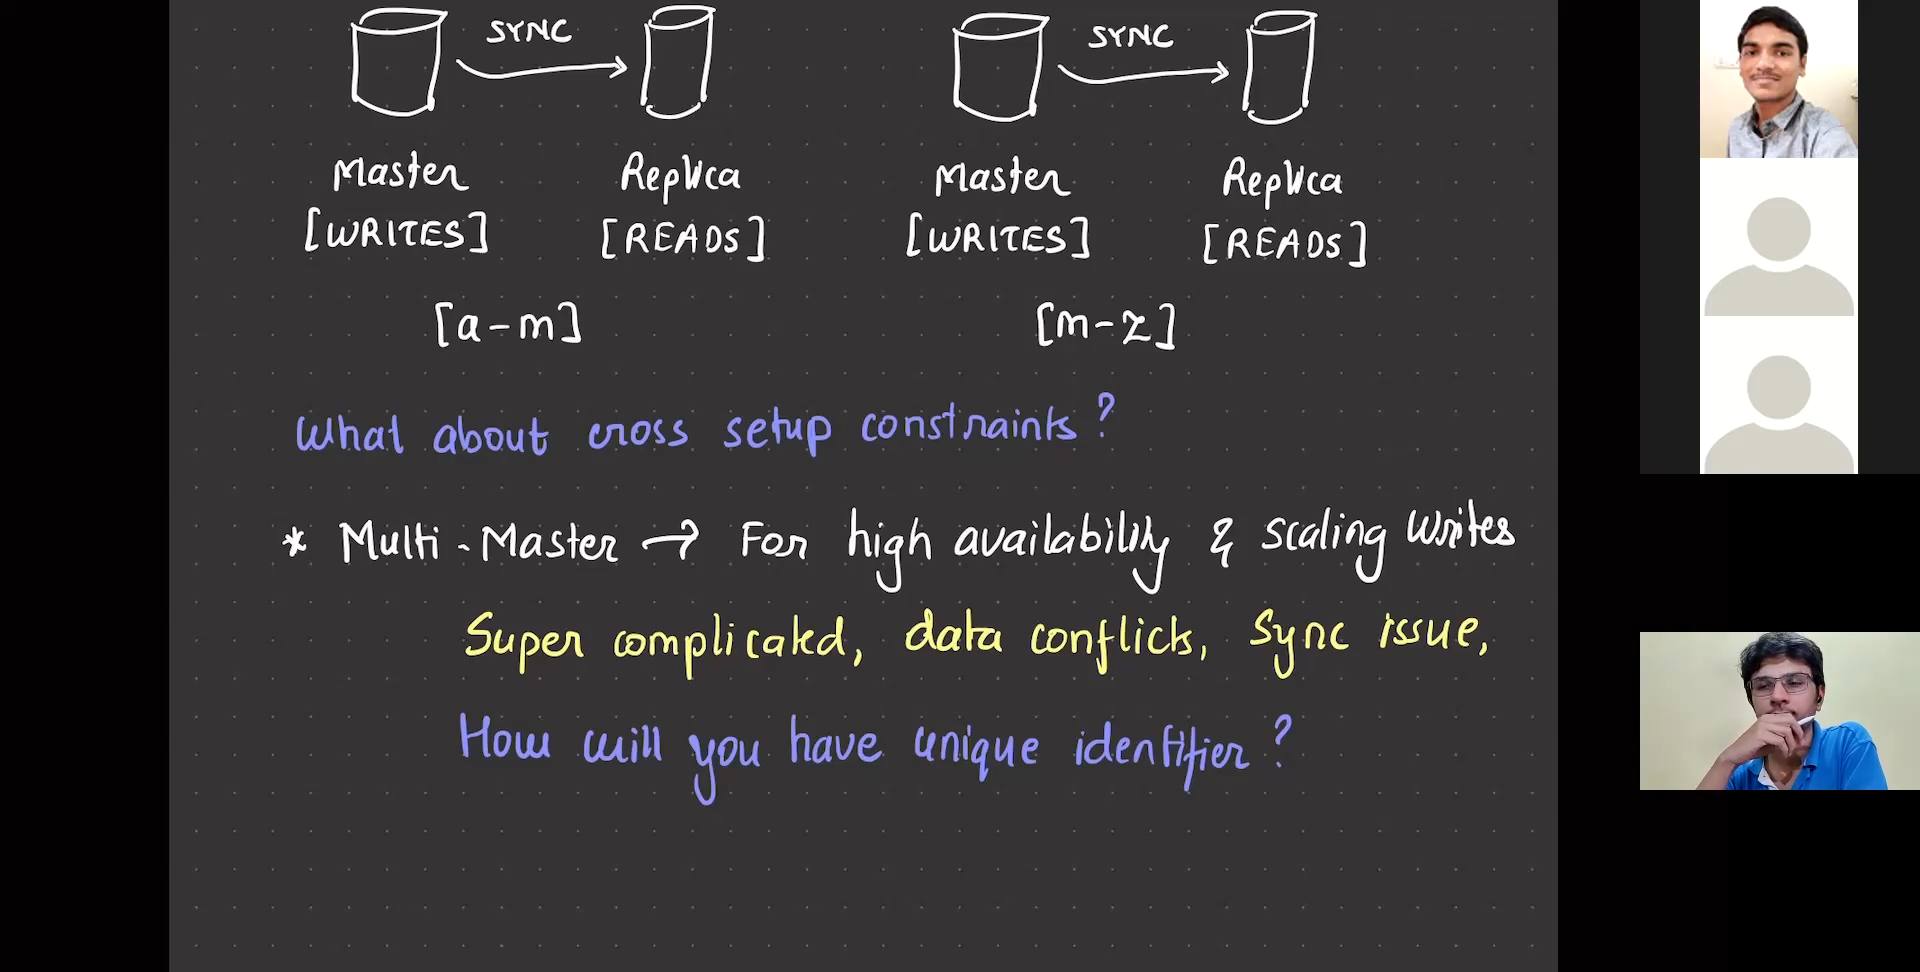 SYNC SYNC
Master Replica Master Replica
[WRITES] [READS] [WRITES] [READS]
[a-m] [m-z]
What about cross setup constraints?
* Multi-Master → For high availability & scaling writes
Super complicated, data conflicts, Sync issue,
How will you have unique identifier?